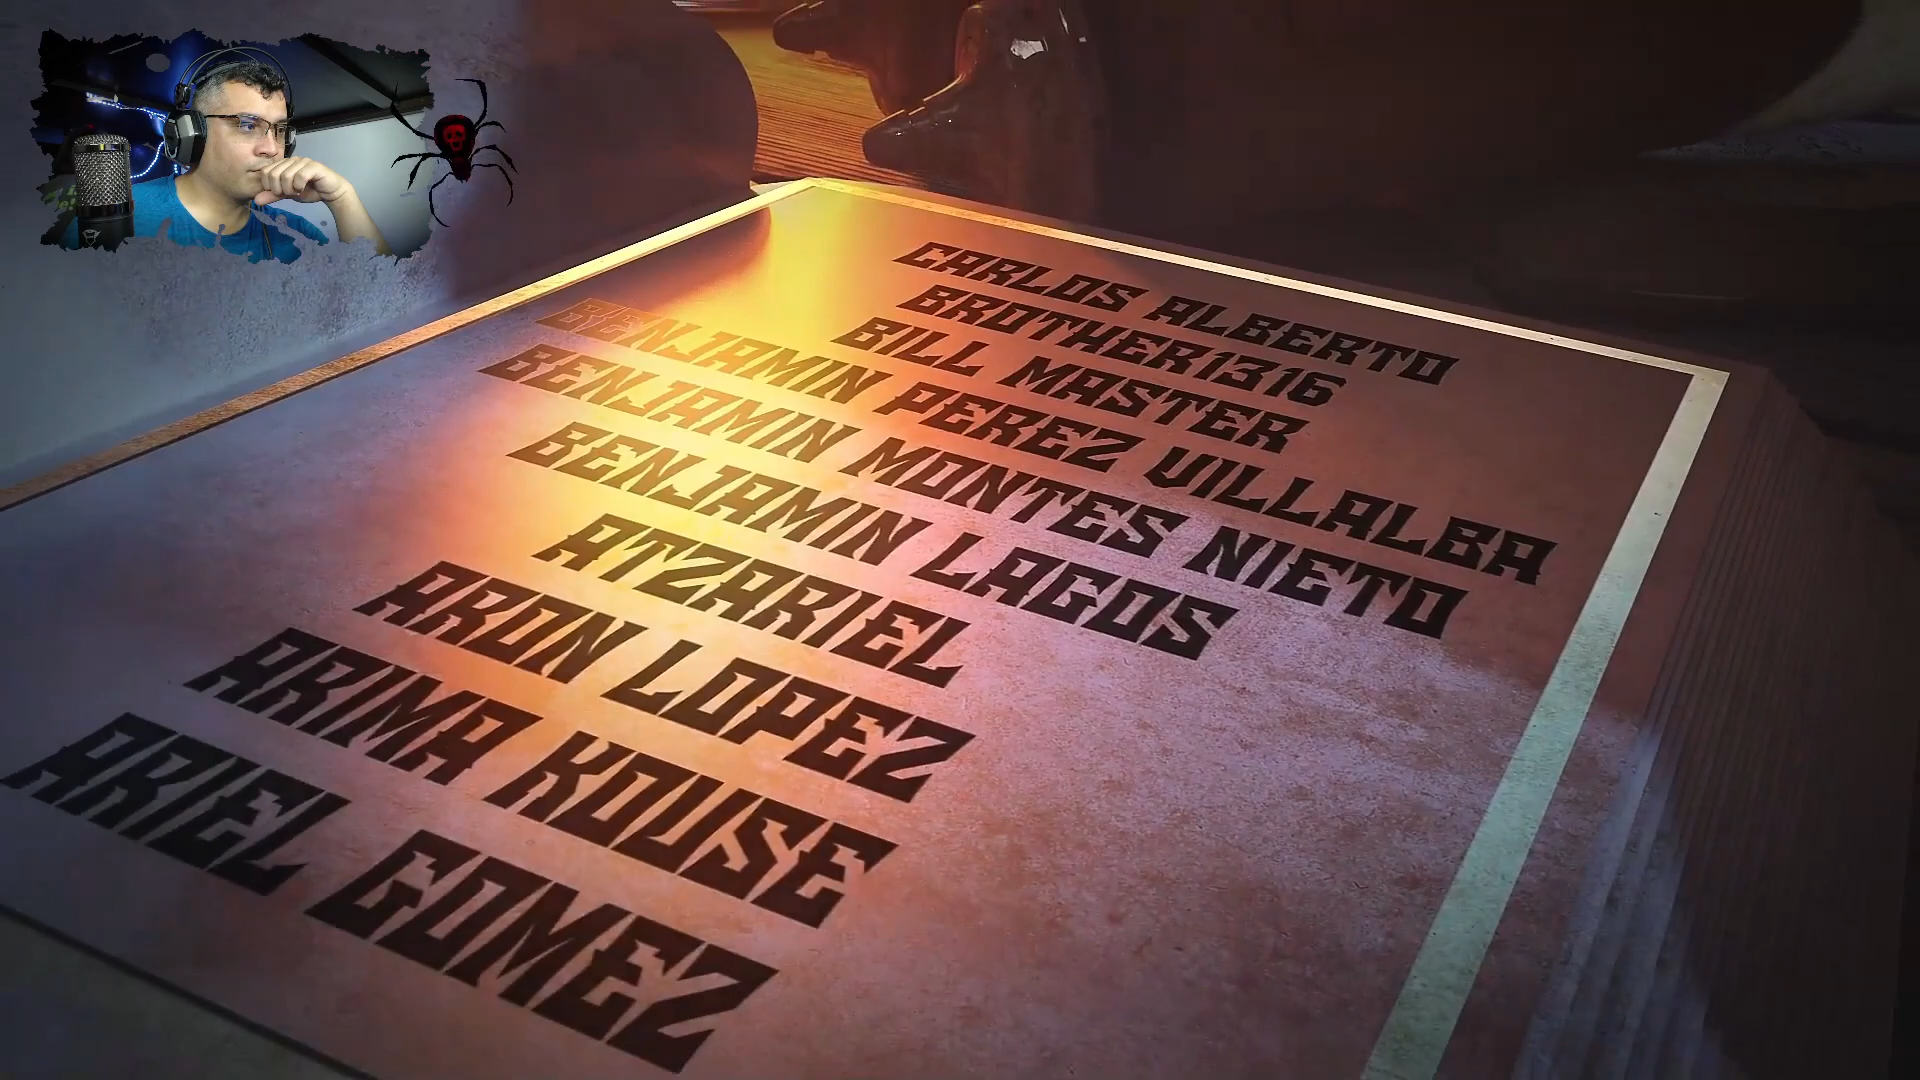 CARLOS ALBERTO
BROTHER1316
BILL MASTER
BENJAMIN PEREZ VILLALBA
BENJAMIN MONTES NIETO
BENJAMIN LAGOS
ATZARIEL
ARON LOPEZ
ARIMA KOUSE
ARIEL GOMEZ